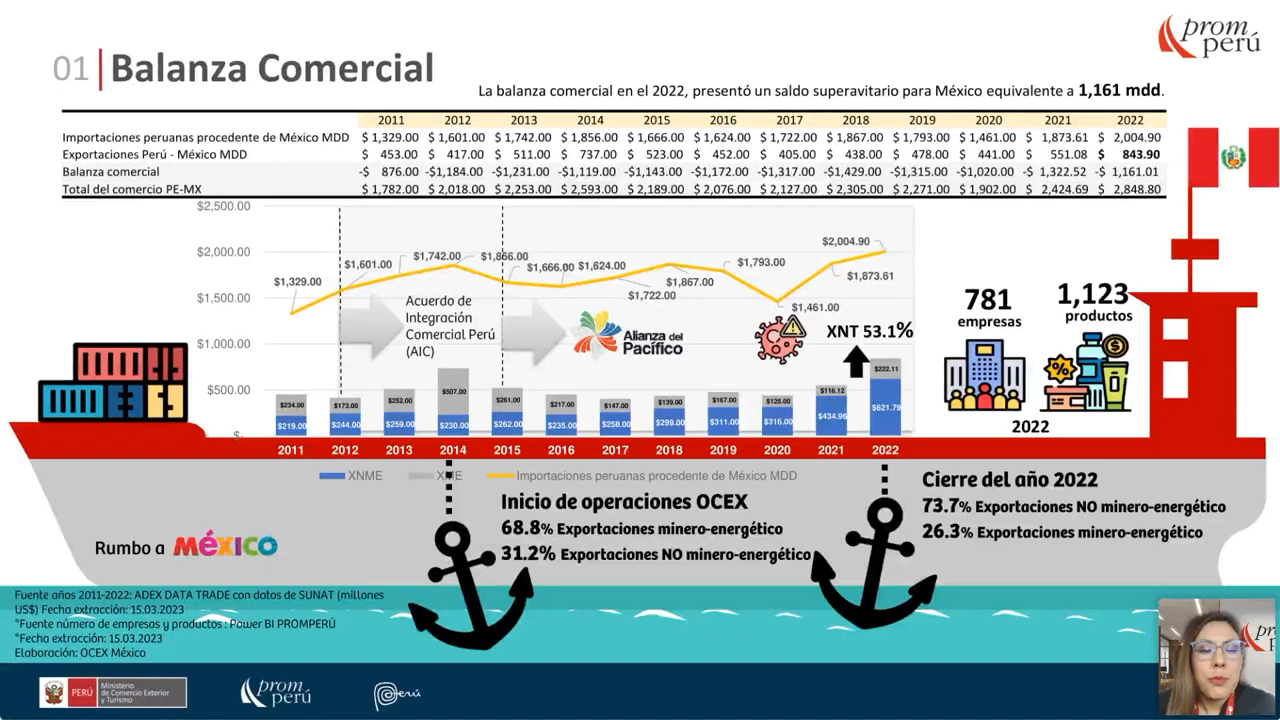 prom
perú
01 Balanza Comercial
La balanza comercial en el 2022, presentó un saldo superavitario para México equivalente a 1,161 mdd.
2011 2012 2013 2014 2015 2016 2017 2018 2019 2020 2021 2022
Importaciones peruanas procedente de México MDD $ 1,329.00 $ 1,601.00 $ 1,742.00 $ 1,856.00 $ 1,666.00 $ 1,624.00 $ 1,722.00 $ 1,867.00 $ 1,793.00 $ 1,461.00 $ 1,873.61 $ 2,004.90
Exportaciones Perú - México MDD $ 453.00 $ 417.00 $ 511.00 $ 737.00 $ 523.00 $ 452.00 $ 405.00 $ 438.00 $ 478.00 $ 441.00 $ 551.08 $ 843.90
Balanza comercial -$ 876.00 -$1,184.00 -$1,231.00 -$1,119.00 -$1,143.00 -$1,172.00 -$1,317.00 -$1,429.00 -$1,315.00 -$1,020.00 -$ 1,322.52 -$ 1,161.01
Total del comercio PE-MX $ 1,782.00 $ 2,018.00 $ 2,253.00 $ 2,593.00 $ 2,189.00 $ 2,076.00 $ 2,127.00 $ 2,305.00 $ 2,271.00 $ 1,902.00 $ 2,424.69 $ 2,848.80
$2,500.00
$2,000.00
$1,500.00
$1,000.00
$500.00
$-
$1,329.00 $1,601.00 $1,742.00 $1,856.00 $1,666.00 $1,624.00 $1,722.00 $1,867.00 $1,793.00 $1,461.00 $1,873.61 $2,004.90
Acuerdo de
Integración
Comercial Perú
(AIC)
Alianza del
Pacífico
XNT 53.1%
$234.00 $173.00 $252.00 $507.00 $261.00 $217.00 $147.00 $139.00 $167.00 $125.00 $116.12 $222.11
$219.00 $244.00 $259.00 $230.00 $262.00 $235.00 $258.00 $299.00 $311.00 $316.00 $434.96 $621.79
2011 2012 2013 2014 2015 2016 2017 2018 2019 2020 2021 2022
XNME XME Importaciones peruanas procedente de México MDD
781
empresas
1,123
productos
2022
Inicio de operaciones OCEX
68.8% Exportaciones minero-energético
31.2% Exportaciones NO minero-energético
Cierre del año 2022
73.7% Exportaciones NO minero-energético
26.3% Exportaciones minero-energético
Rumbo a México
Fuente años 2011-2022: ADEX DATA TRADE con datos de SUNAT (millones
US$) Fecha extracción: 15.03.2023
*Fuente número de empresas y productos : Power BI PROMPERÚ
*Fecha extracción: 15.03.2023
Elaboración: OCEX México
PERÚ Ministerio
de Comercio Exterior
y Turismo
prom
perú
Perú